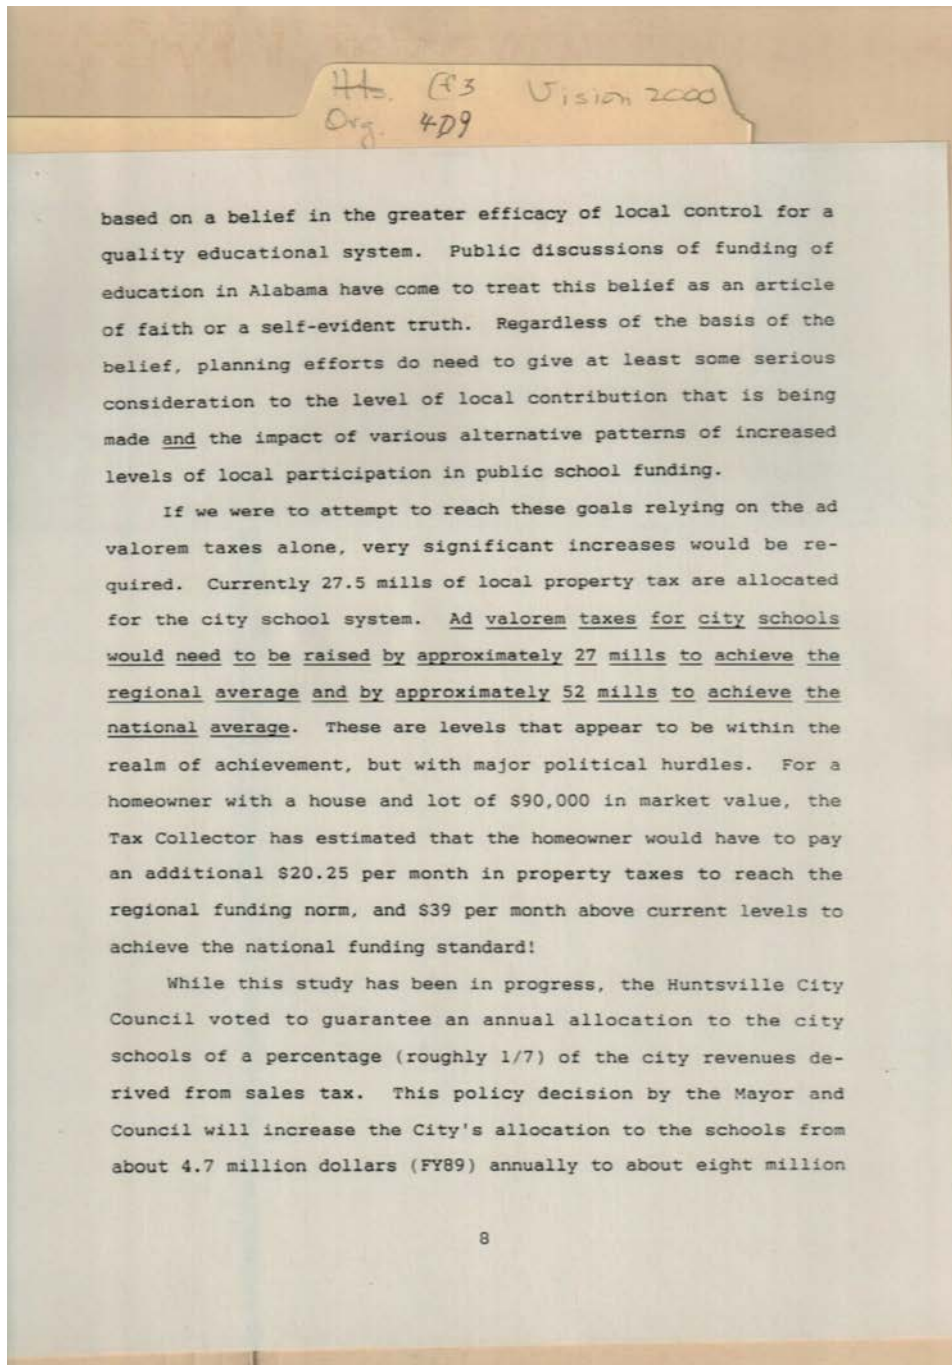 Hts. Cf3 Vision 2000
Org. 4D9
based on a belief in the greater efficacy of local control for a
quality educational system. Public discussions of funding of
education in Alabama have come to treat this belief as an article
of faith or a self-evident truth. Regardless of the basis of the
belief, planning efforts do need to give at least some serious
consideration to the level of local contribution that is being
made and the impact of various alternative patterns of increased
levels of local participation in public school funding.
If we were to attempt to reach these goals relying on the ad
valorem taxes alone, very significant increases would be re-
quired. Currently 27.5 mills of local property tax are allocated
for the city school system. Ad valorem taxes for city schools
would need to be raised by approximately 27 mills to achieve the
regional average and by approximately 52 mills to achieve the
national average. These are levels that appear to be within the
realm of achievement, but with major political hurdles. For a
homeowner with a house and lot of $90,000 in market value, the
Tax Collector has estimated that the homeowner would have to pay
an additional $20.25 per month in property taxes to reach the
regional funding norm, and $39 per month above current levels to
achieve the national funding standard!
While this study has been in progress, the Huntsville City
Council voted to guarantee an annual allocation to the city
schools of a percentage (roughly 1/7) of the city revenues de-
rived from sales tax. This policy decision by the Mayor and
Council will increase the City's allocation to the schools from
about 4.7 million dollars (FY89) annually to about eight million
8